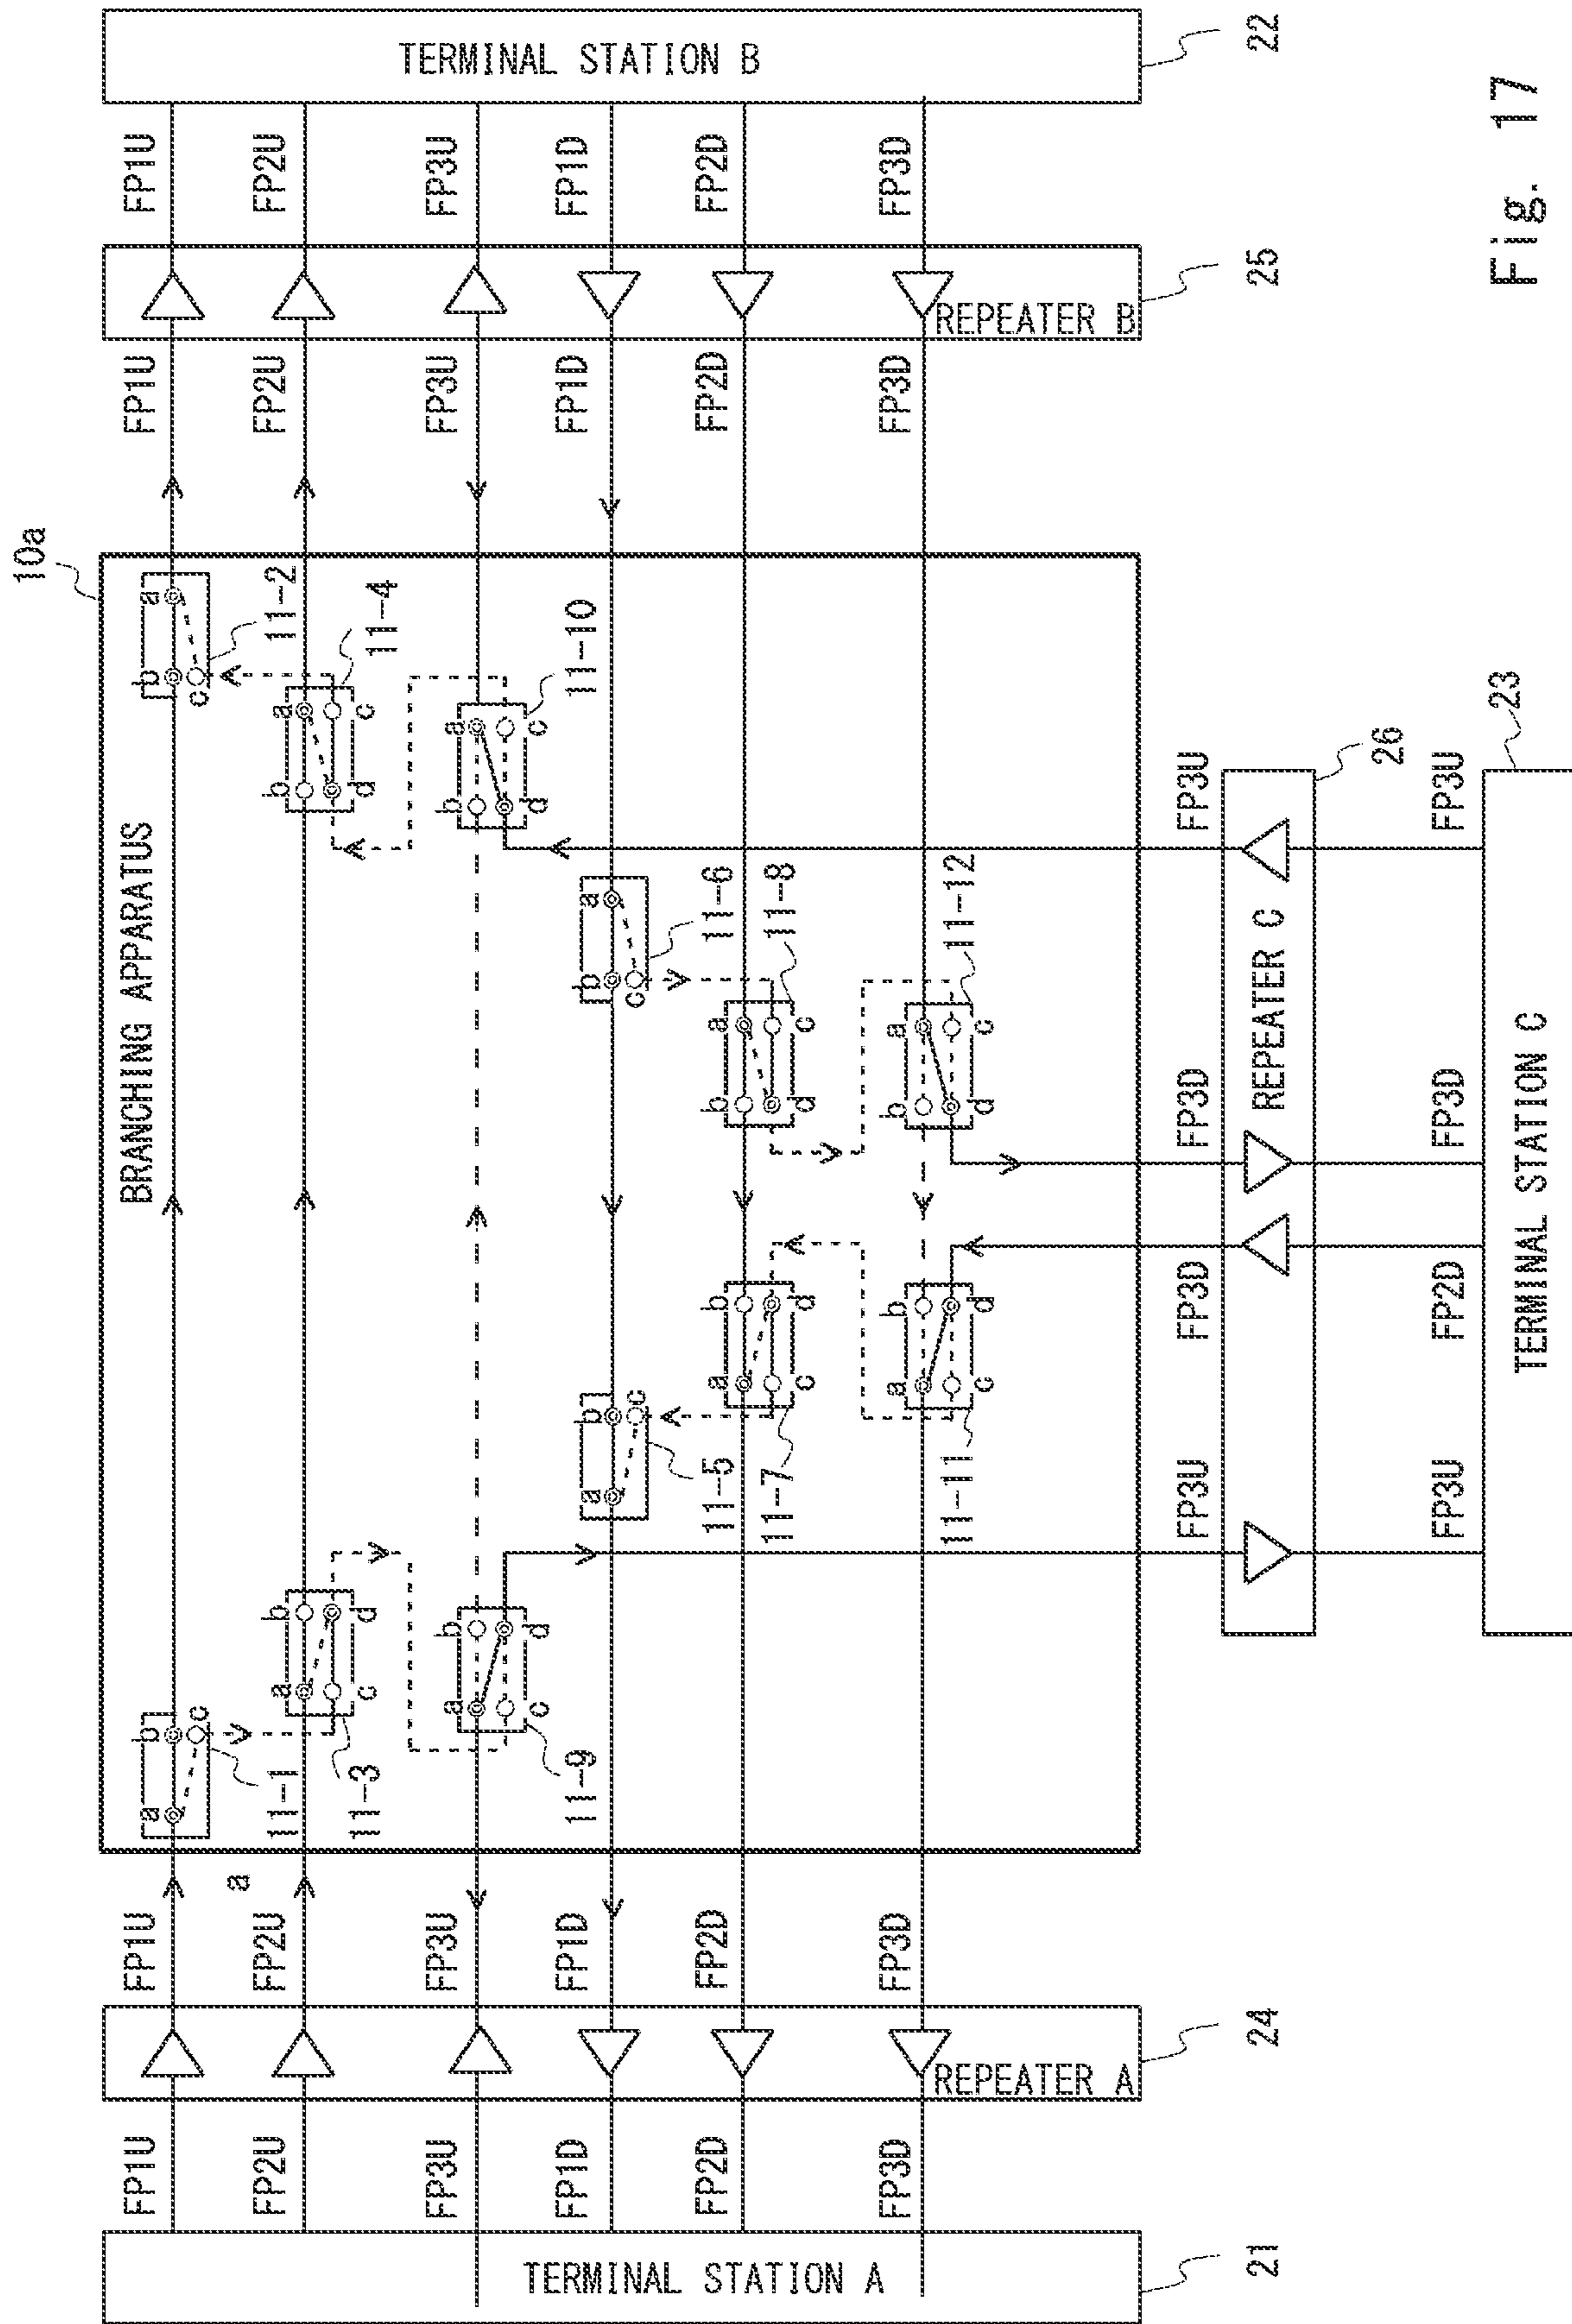 Fig. 17
10a
BRANCHING APPARATUS
TERMINAL STATION A
21
FP1U
FP2U
FP3U
FP1D
FP2D
FP3D
REPEATER A
24
FP1U
FP2U
FP3U
FP1D
FP2D
FP3D
a
a
b
c
11-1
b
a
c
11-2
a
b
c
d
11-3
b
a
d
c
11-4
a
b
c
d
11-9
b
a
d
c
11-10
a
b
c
11-5
b
a
c
11-6
a
b
c
d
11-7
b
a
d
c
11-8
a
b
c
d
11-11
b
a
d
c
11-12
FP1U
FP2U
FP3U
FP1D
FP2D
FP3D
REPEATER B
25
FP1U
FP2U
FP3U
FP1D
FP2D
FP3D
TERMINAL STATION B
22
FP3U
FP3D
FP3D
FP3U
REPEATER C
26
FP3U
FP2D
FP3D
FP3U
TERMINAL STATION C
23